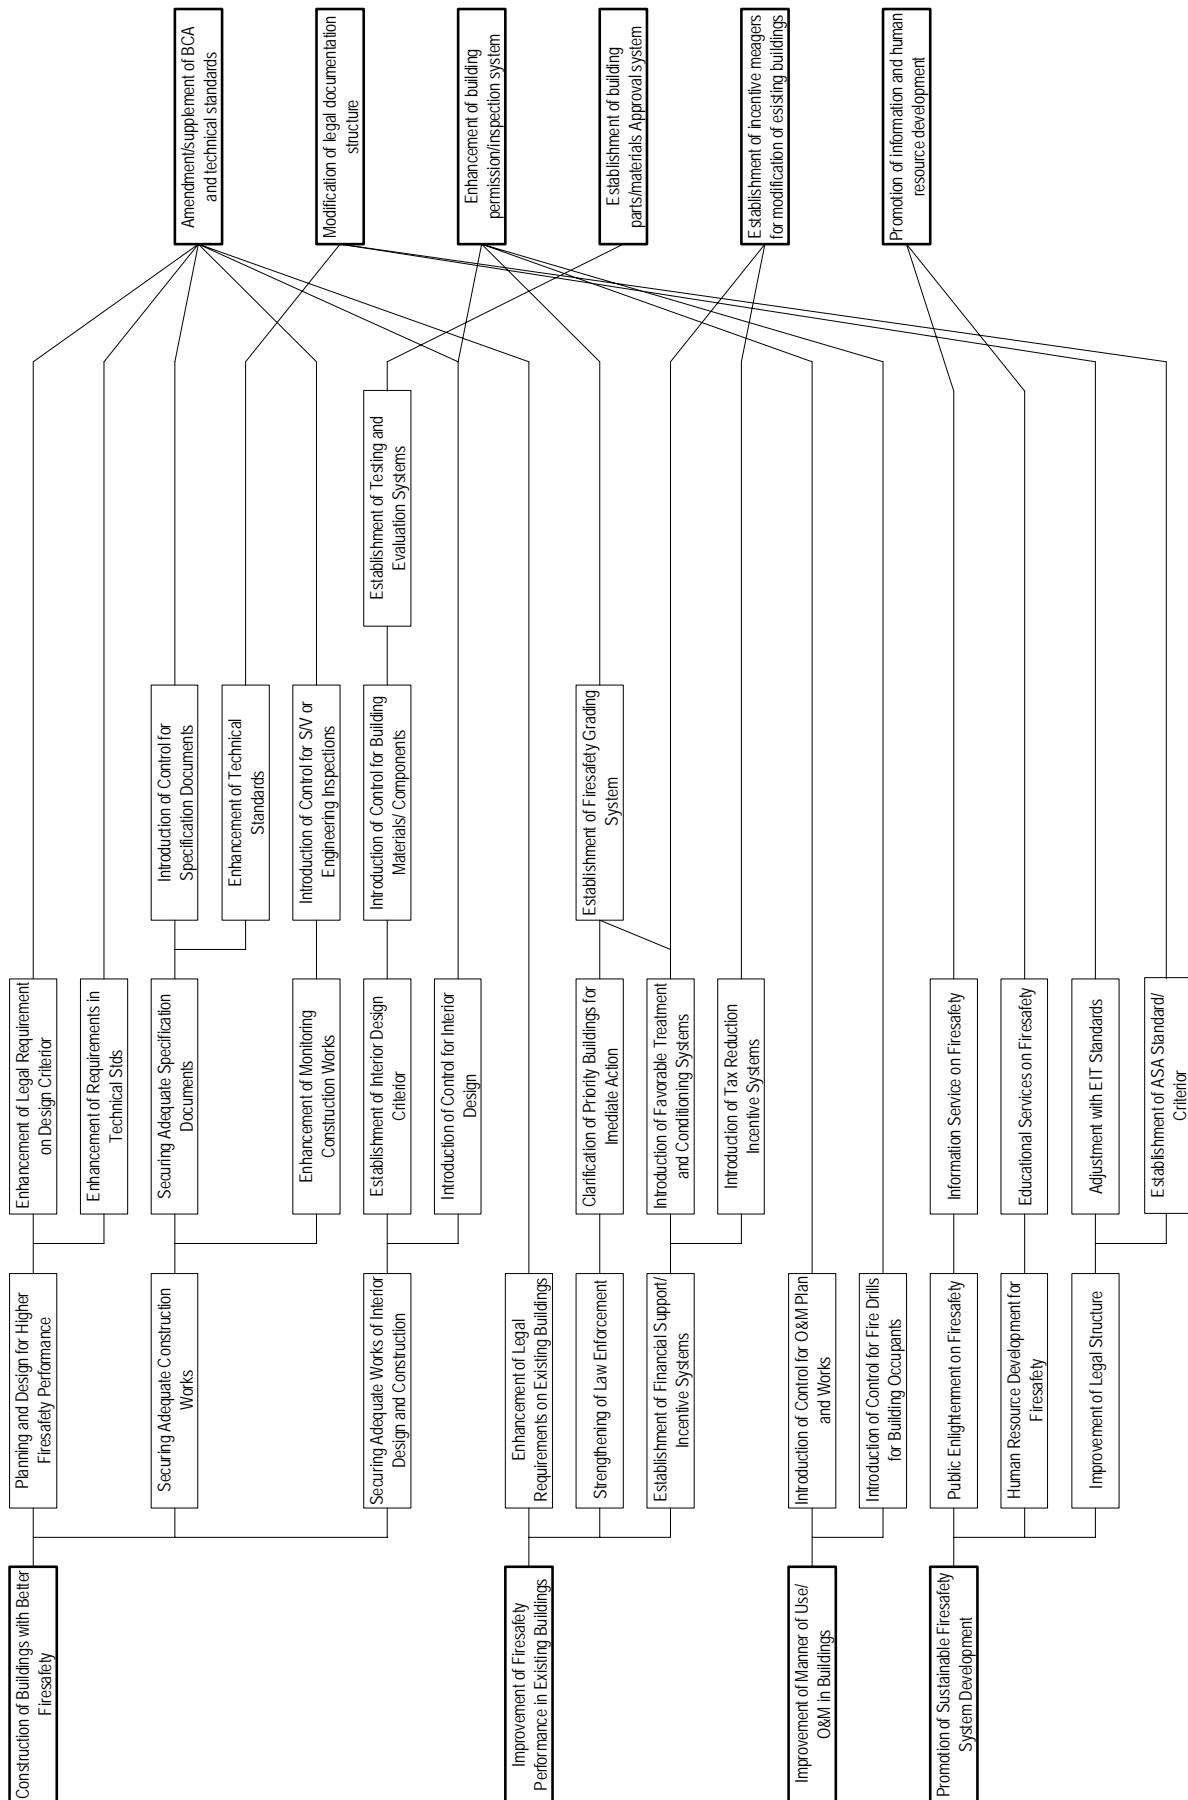 Construction of Buildings with Better
Firesafety
Improvement of Firesafety
Performance in Existing Buildings
Improvement of Manner of Use/
O&M in Buildings
Promotion of Sustainable Firesafety
System Development
Planning and Design for Higher
Firesafety Performance
Securing Adequate Construction
Works
Securing Adequate Works of Interior
Design and Construction
Enhancement of Legal
Requirements on Existing Buildings
Strengthening of Law Enforcement
Establishment of Financial Support/
Incentive Systems
Introduction of Control for O&M Plan
and Works
Introduction of Control for Fire Drills
for Building Occupants
Public Enlightenment on Firesafety
Human Resource Development for
Firesafety
Improvement of Legal Structure
Enhancement of Legal Requirement
on Design Criterior
Enhancement of Requirements in
Technical Stds
Securing Adequate Specification
Documents
Enhancement of Monitoring
Construction Works
Establishment of Interior Design
Criterior
Introduction of Control for Interior
Design
Clarification of Priority Buildings for
Imediate Action
Introduction of Favorable Treatment
and Conditioning Systems
Introduction of Tax Reduction
Incentive Systems
Information Service on Firesafety
Educational Services on Firesafety
Adjustment with EIT Standards
Establishment of ASA Standard/
Criterior
Introduction of Control for
Specification Documents
Enhancement of Technical
Standards
Introduction of Control for S/V or
Engineering Inspections
Introduction of Control for Building
Materials/ Components
Establishment of Firesafety Grading
System
Establishment of Testing and
Evaluation Systems
Amendment/supplement of BCA
and technical standards
Modification of legal documentation
structure
Enhancement of building
permission/inspection system
Establishment of building
parts/materials Approval system
Establishment of incentive meagers
for modification of esisting buildings
Promotion of information and human
resource development